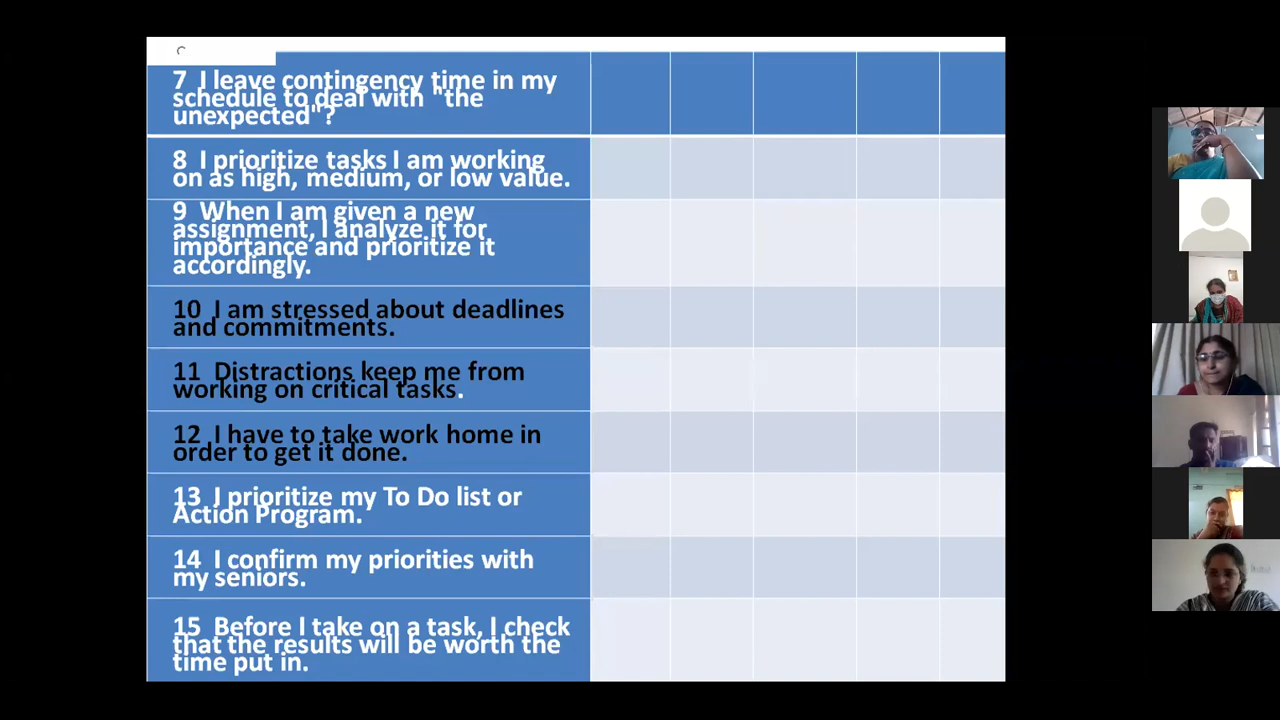 7 I leave contingency time in my
schedule to deal with "the
unexpected"?
8 I prioritize tasks I am working
on as high, medium, or low value.
9 When I am given a new
assignment, I analyze it for
importance and prioritize it
accordingly.
10 I am stressed about deadlines
and commitments.
11 Distractions keep me from
working on critical tasks.
12 I have to take work home in
order to get it done.
13 I prioritize my To Do list or
Action Program.
14 I confirm my priorities with
my seniors.
15 Before I take on a task, I check
that the results will be worth the
time put in.